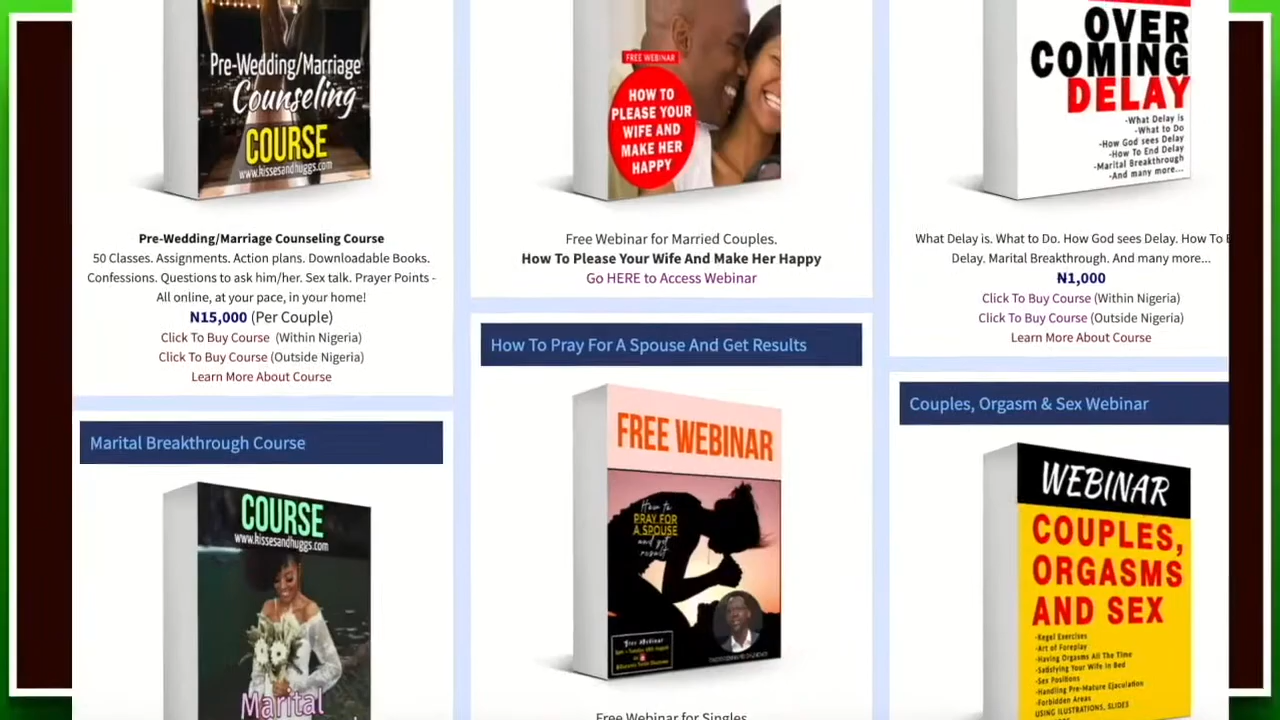 Pre-Wedding/Marriage
Counseling
COURSE
www.kissesandhuggs.com
Pre-Wedding/Marriage Counseling Course
50 Classes. Assignments. Action plans. Downloadable Books.
Confessions. Questions to ask him/her. Sex talk. Prayer Points -
All online, at your pace, in your home!
N15,000 (Per Couple)
Click To Buy Course (Within Nigeria)
Click To Buy Course (Outside Nigeria)
Learn More About Course
Marital Breakthrough Course
COURSE
www.kissesandhuggs.com
Marital
FREE WEBINAR
HOW TO
PLEASE YOUR
WIFE AND
MAKE HER
HAPPY
Free Webinar for Married Couples.
How To Please Your Wife And Make Her Happy
Go HERE to Access Webinar
How To Pray For A Spouse And Get Results
FREE WEBINAR
How to
PRAY FOR
A SPOUSE
and get
result
Free Webinar for Singles
OVER
COMING
DELAY
-What Delay is
-What to Do
-How God sees Delay
-How To End Delay
-Marital Breakthrough
-And many more...
What Delay is. What to Do. How God sees Delay. How To E
Delay. Marital Breakthrough. And many more...
N1,000
Click To Buy Course (Within Nigeria)
Click To Buy Course (Outside Nigeria)
Learn More About Course
Couples, Orgasm & Sex Webinar
WEBINAR
COUPLES,
ORGASMS
AND SEX
-Kegel Exercises
-Art of Foreplay
-Having Orgasms All The Time
-Satisfying Your Wife In Bed
-Sex Positions
-Handling Pre-Mature Ejaculation
-Forbidden Areas
USING ILUSTRATIONS, SLIDES